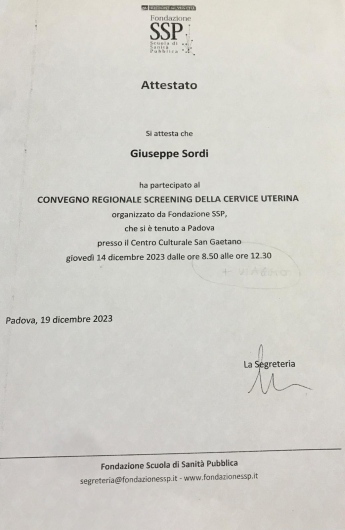 Fondazione
SSP
Scuola di
Sanità
Pubblica
Attestato
Si attesta che
Giuseppe Sordi
ha partecipato al
CONVEGNO REGIONALE SCREENING DELLA CERVICE UTERINA
organizzato da Fondazione SSP,
che si è tenuto a Padova
presso il Centro Culturale San Gaetano
giovedì 14 dicembre 2023 dalle ore 8.50 alle ore 12.30
Padova, 19 dicembre 2023
La Segreteria
Fondazione Scuola di Sanità Pubblica
segreteria@fondazionessp.it - www.fondazionessp.it